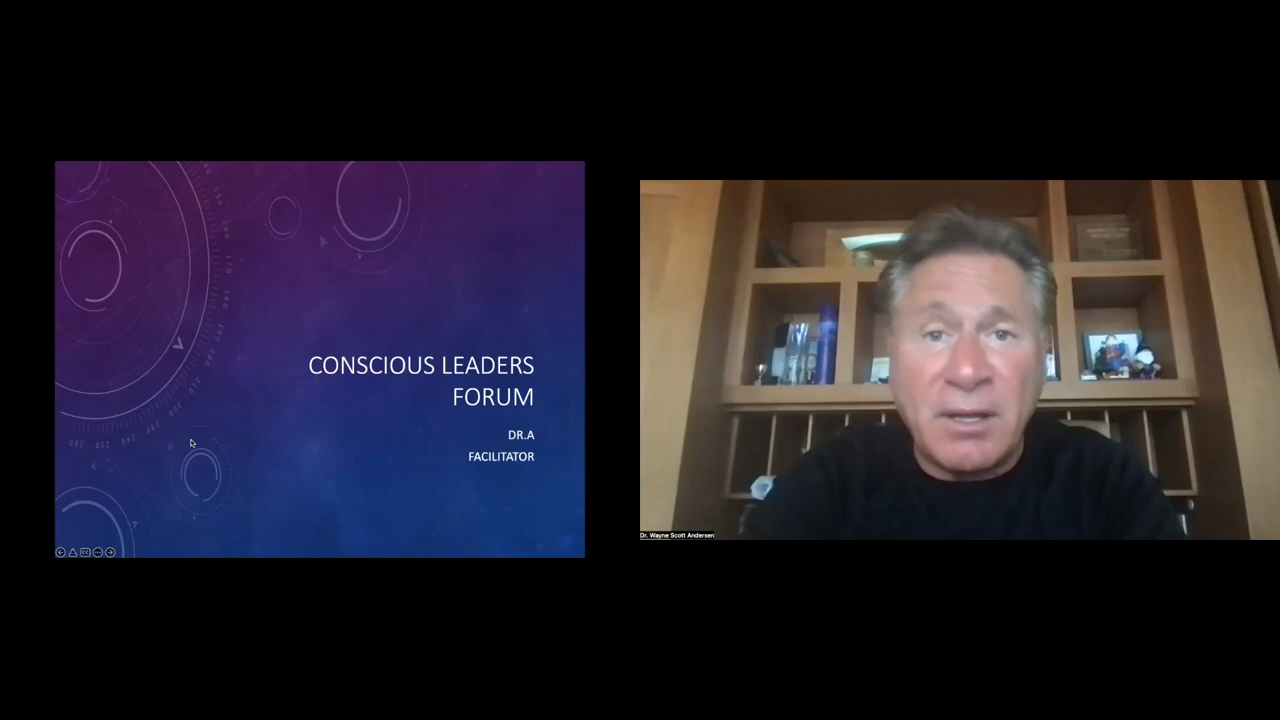 CONSCIOUS LEADERS
FORUM
DR.A
FACILITATOR
Dr. Wayne Scott Andersen